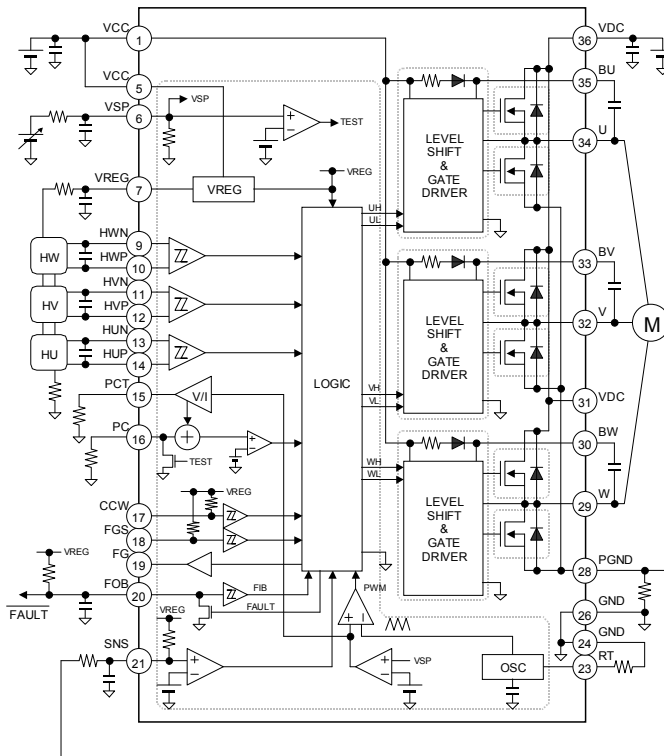 VCC
1
VCC
5
VSP
6
VSP
TEST
VREG
7
VREG
VREG
HW
HWN
9
HWP
10
HV
HVN
11
HVP
12
HU
HUN
13
HUP
14
PCT
15
V/I
PC
16
+
+
−
TEST
CCW
17
VREG
FGS
18
FG
19
VREG
FOB
20
FIB
FAULT
FAULT
VREG
SNS
21
+
−
LOGIC
UH
UL
VH
VL
WH
WL
PWM
+
−
+
−
VSP
OSC
LEVEL
SHIFT
&
GATE
DRIVER
LEVEL
SHIFT
&
GATE
DRIVER
LEVEL
SHIFT
&
GATE
DRIVER
36
VDC
35
BU
34
U
33
BV
32
V
M
31
VDC
30
BW
29
W
28
PGND
26
GND
24
GND
23
RT